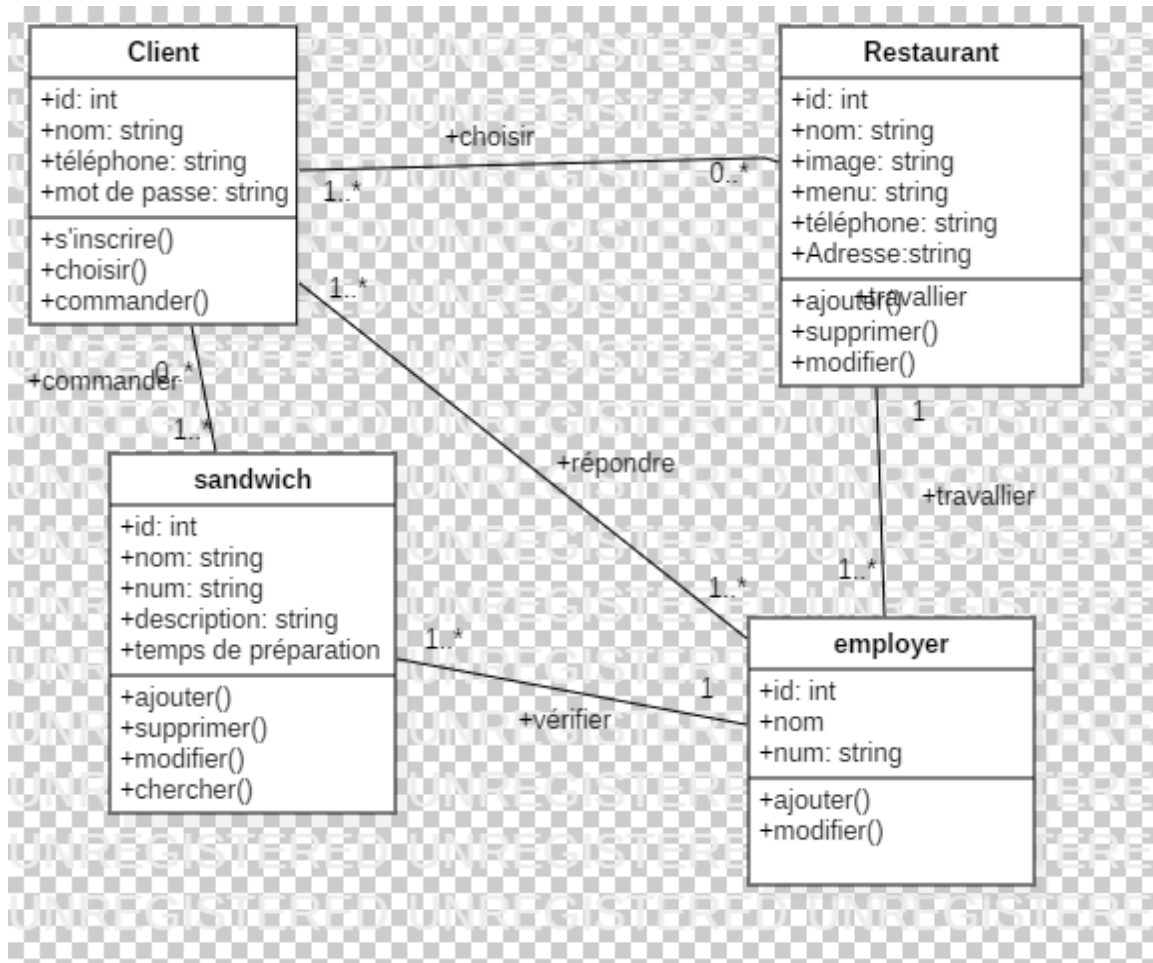 Client
+id: int
+nom: string
+téléphone: string
+mot de passe: string
+s'inscrire()
+choisir()
+commander()
+choisir
1..*
0..*
Restaurant
+id: int
+nom: string
+image: string
+menu: string
+téléphone: string
+Adresse:string
+ajouter()
+travallier
+supprimer()
+modifier()
1..*
+répondre
1..*
+commander
0..*
1..*
1
+travallier
1..*
sandwich
+id: int
+nom: string
+num: string
+description: string
+temps de préparation
+ajouter()
+supprimer()
+modifier()
+chercher()
1..*
+vérifier
1
employer
+id: int
+nom
+num: string
+ajouter()
+modifier()
UNREGISTERED UNREGISTERED UNREGISTERED